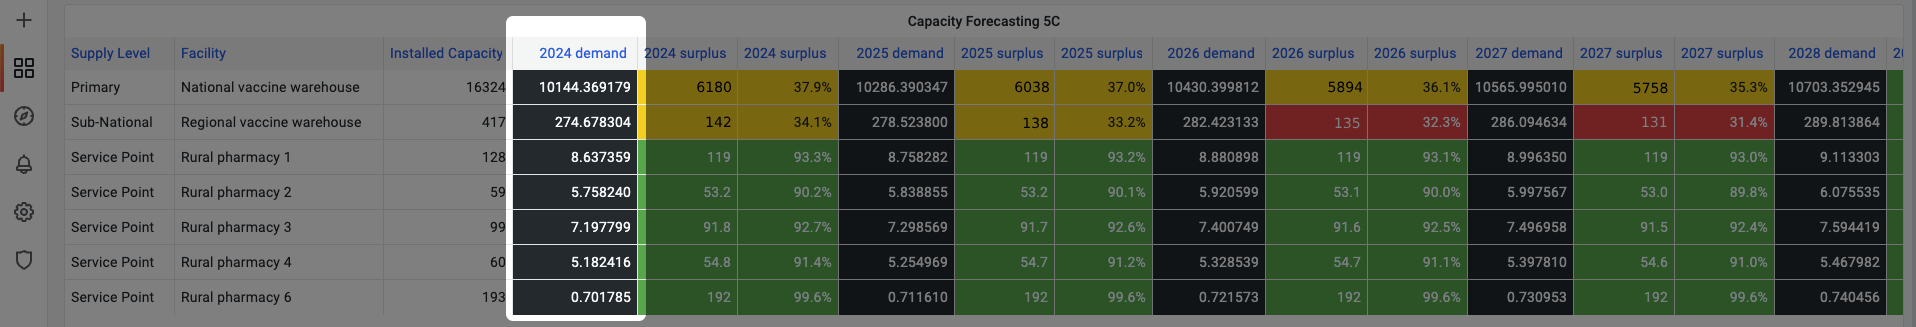 Capacity Forecasting 5C
Supply Level Facility Installed Capacity 2024 demand 2024 surplus 2024 surplus 2025 demand 2025 surplus 2025 surplus 2026 demand 2026 surplus 2026 surplus 2027 demand 2027 surplus 2027 surplus 2028 demand
Primary National vaccine warehouse 16324 10144.369179 6180 37.9% 10286.390347 6038 37.0% 10430.399812 5894 36.1% 10565.995010 5758 35.3% 10703.352945
Sub-National Regional vaccine warehouse 417 274.678304 142 34.1% 278.523800 138 33.2% 282.423133 135 32.3% 286.094634 131 31.4% 289.813864
Service Point Rural pharmacy 1 128 8.637359 119 93.3% 8.758282 119 93.2% 8.880898 119 93.1% 8.996350 119 93.0% 9.113303
Service Point Rural pharmacy 2 59 5.758240 53.2 90.2% 5.838855 53.2 90.1% 5.920599 53.1 90.0% 5.997567 53.0 89.8% 6.075535
Service Point Rural pharmacy 3 99 7.197799 91.8 92.7% 7.298569 91.7 92.6% 7.400749 91.6 92.5% 7.496958 91.5 92.4% 7.594419
Service Point Rural pharmacy 4 60 5.182416 54.8 91.4% 5.254969 54.7 91.2% 5.328539 54.7 91.1% 5.397810 54.6 91.0% 5.467982
Service Point Rural pharmacy 6 193 0.701785 192 99.6% 0.711610 192 99.6% 0.721573 192 99.6% 0.730953 192 99.6% 0.740456